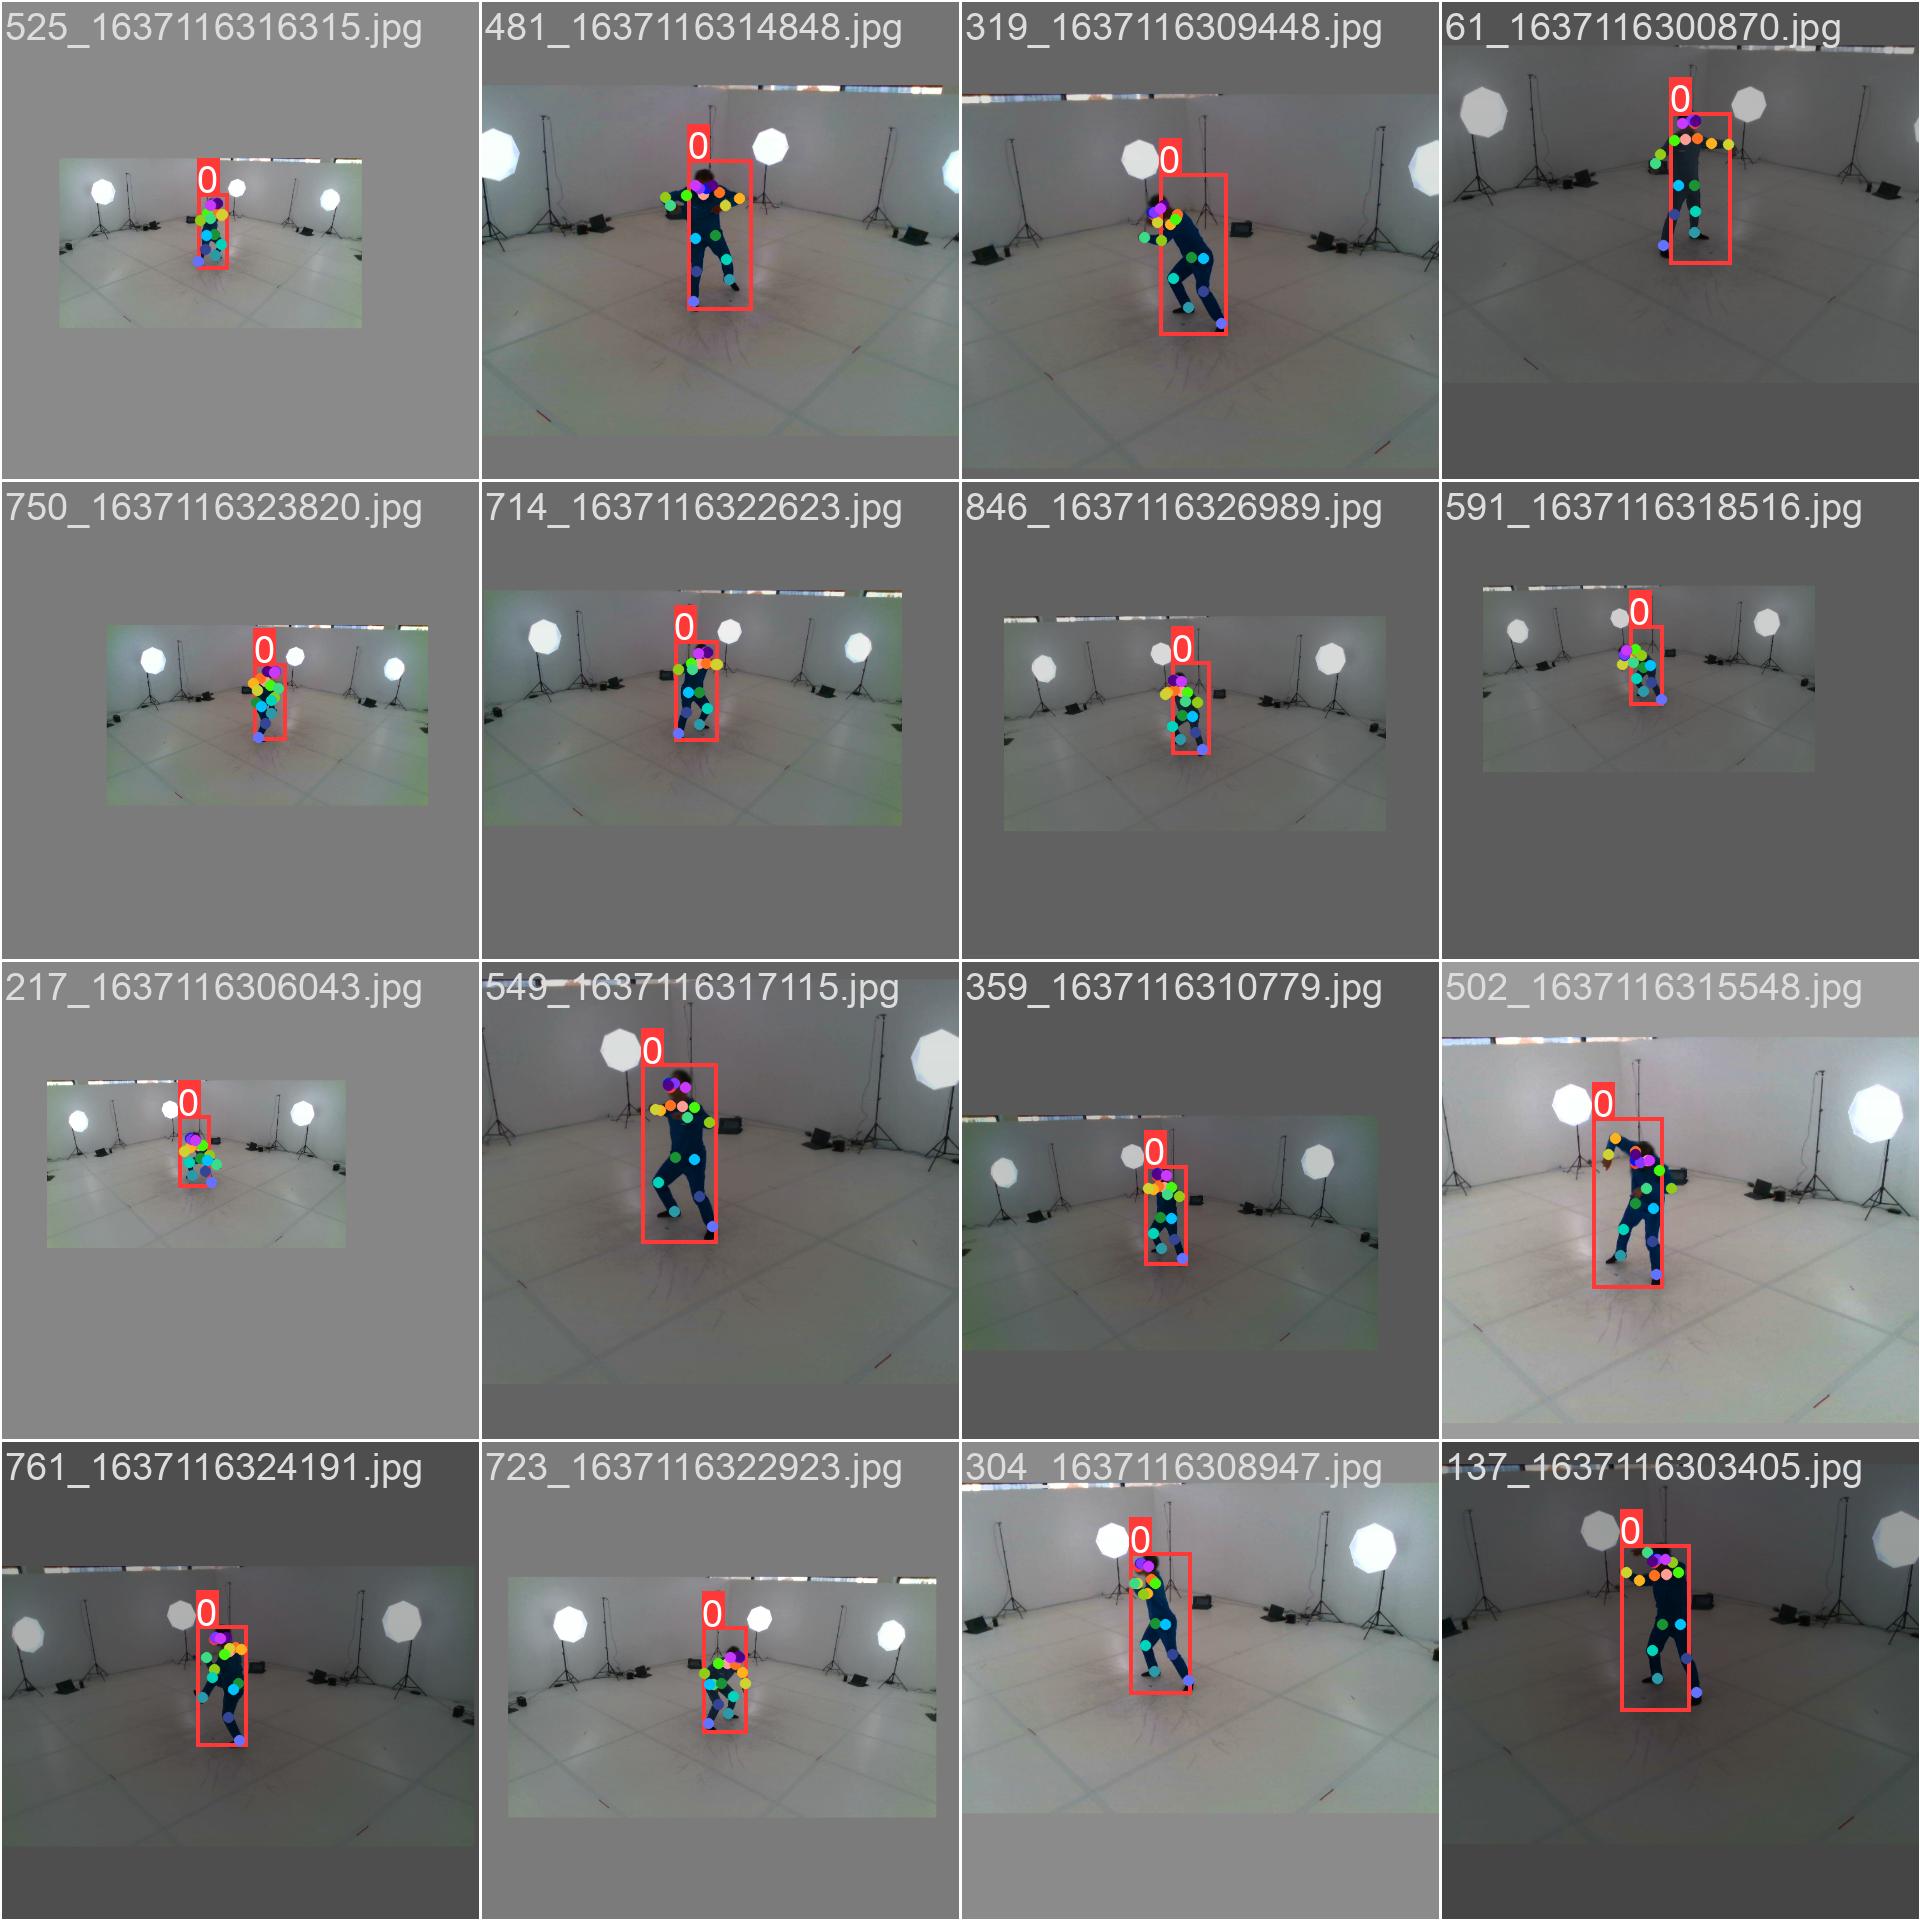 525_1637116316315.jpg
481_1637116314848.jpg
319_1637116309448.jpg
61_1637116300870.jpg
0
0
0
0
750_1637116323820.jpg
714_1637116322623.jpg
846_1637116326989.jpg
591_1637116318516.jpg
0
0
0
0
217_1637116306043.jpg
549_1637116317115.jpg
359_1637116310779.jpg
502_1637116315548.jpg
0
0
0
0
761_1637116324191.jpg
723_1637116322923.jpg
304_1637116308947.jpg
137_1637116303405.jpg
0
0
0
0